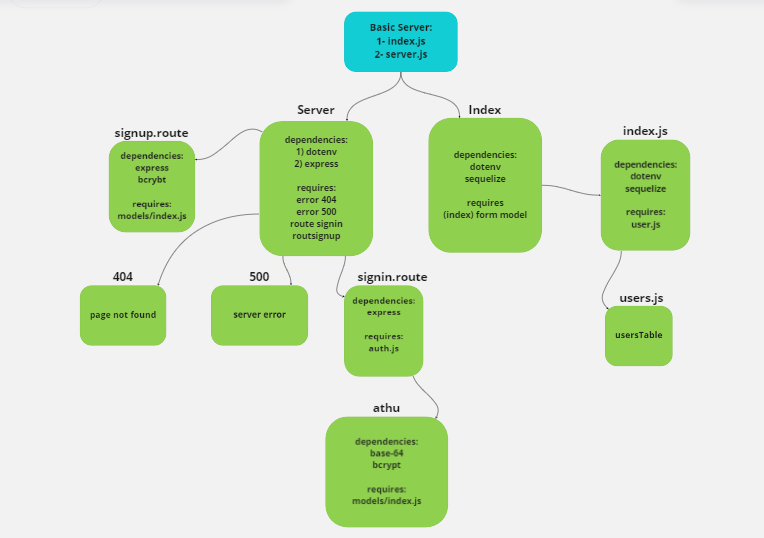 Basic Server:
1- index.js
2- server.js
Server
dependencies:
1) dotenv
2) express
requires:
error 404
error 500
route signin
routsignup
Index
dependencies:
dotenv
sequelize
requires
(index) form model
signup.route
dependencies:
express
bcrybt
requires:
models/index.js
index.js
dependencies:
dotenv
sequelize
requires:
user.js
404
page not found
500
server error
signin.route
dependencies:
express
requires:
auth.js
users.js
usersTable
athu
dependencies:
base-64
bcrypt
requires:
models/index.js